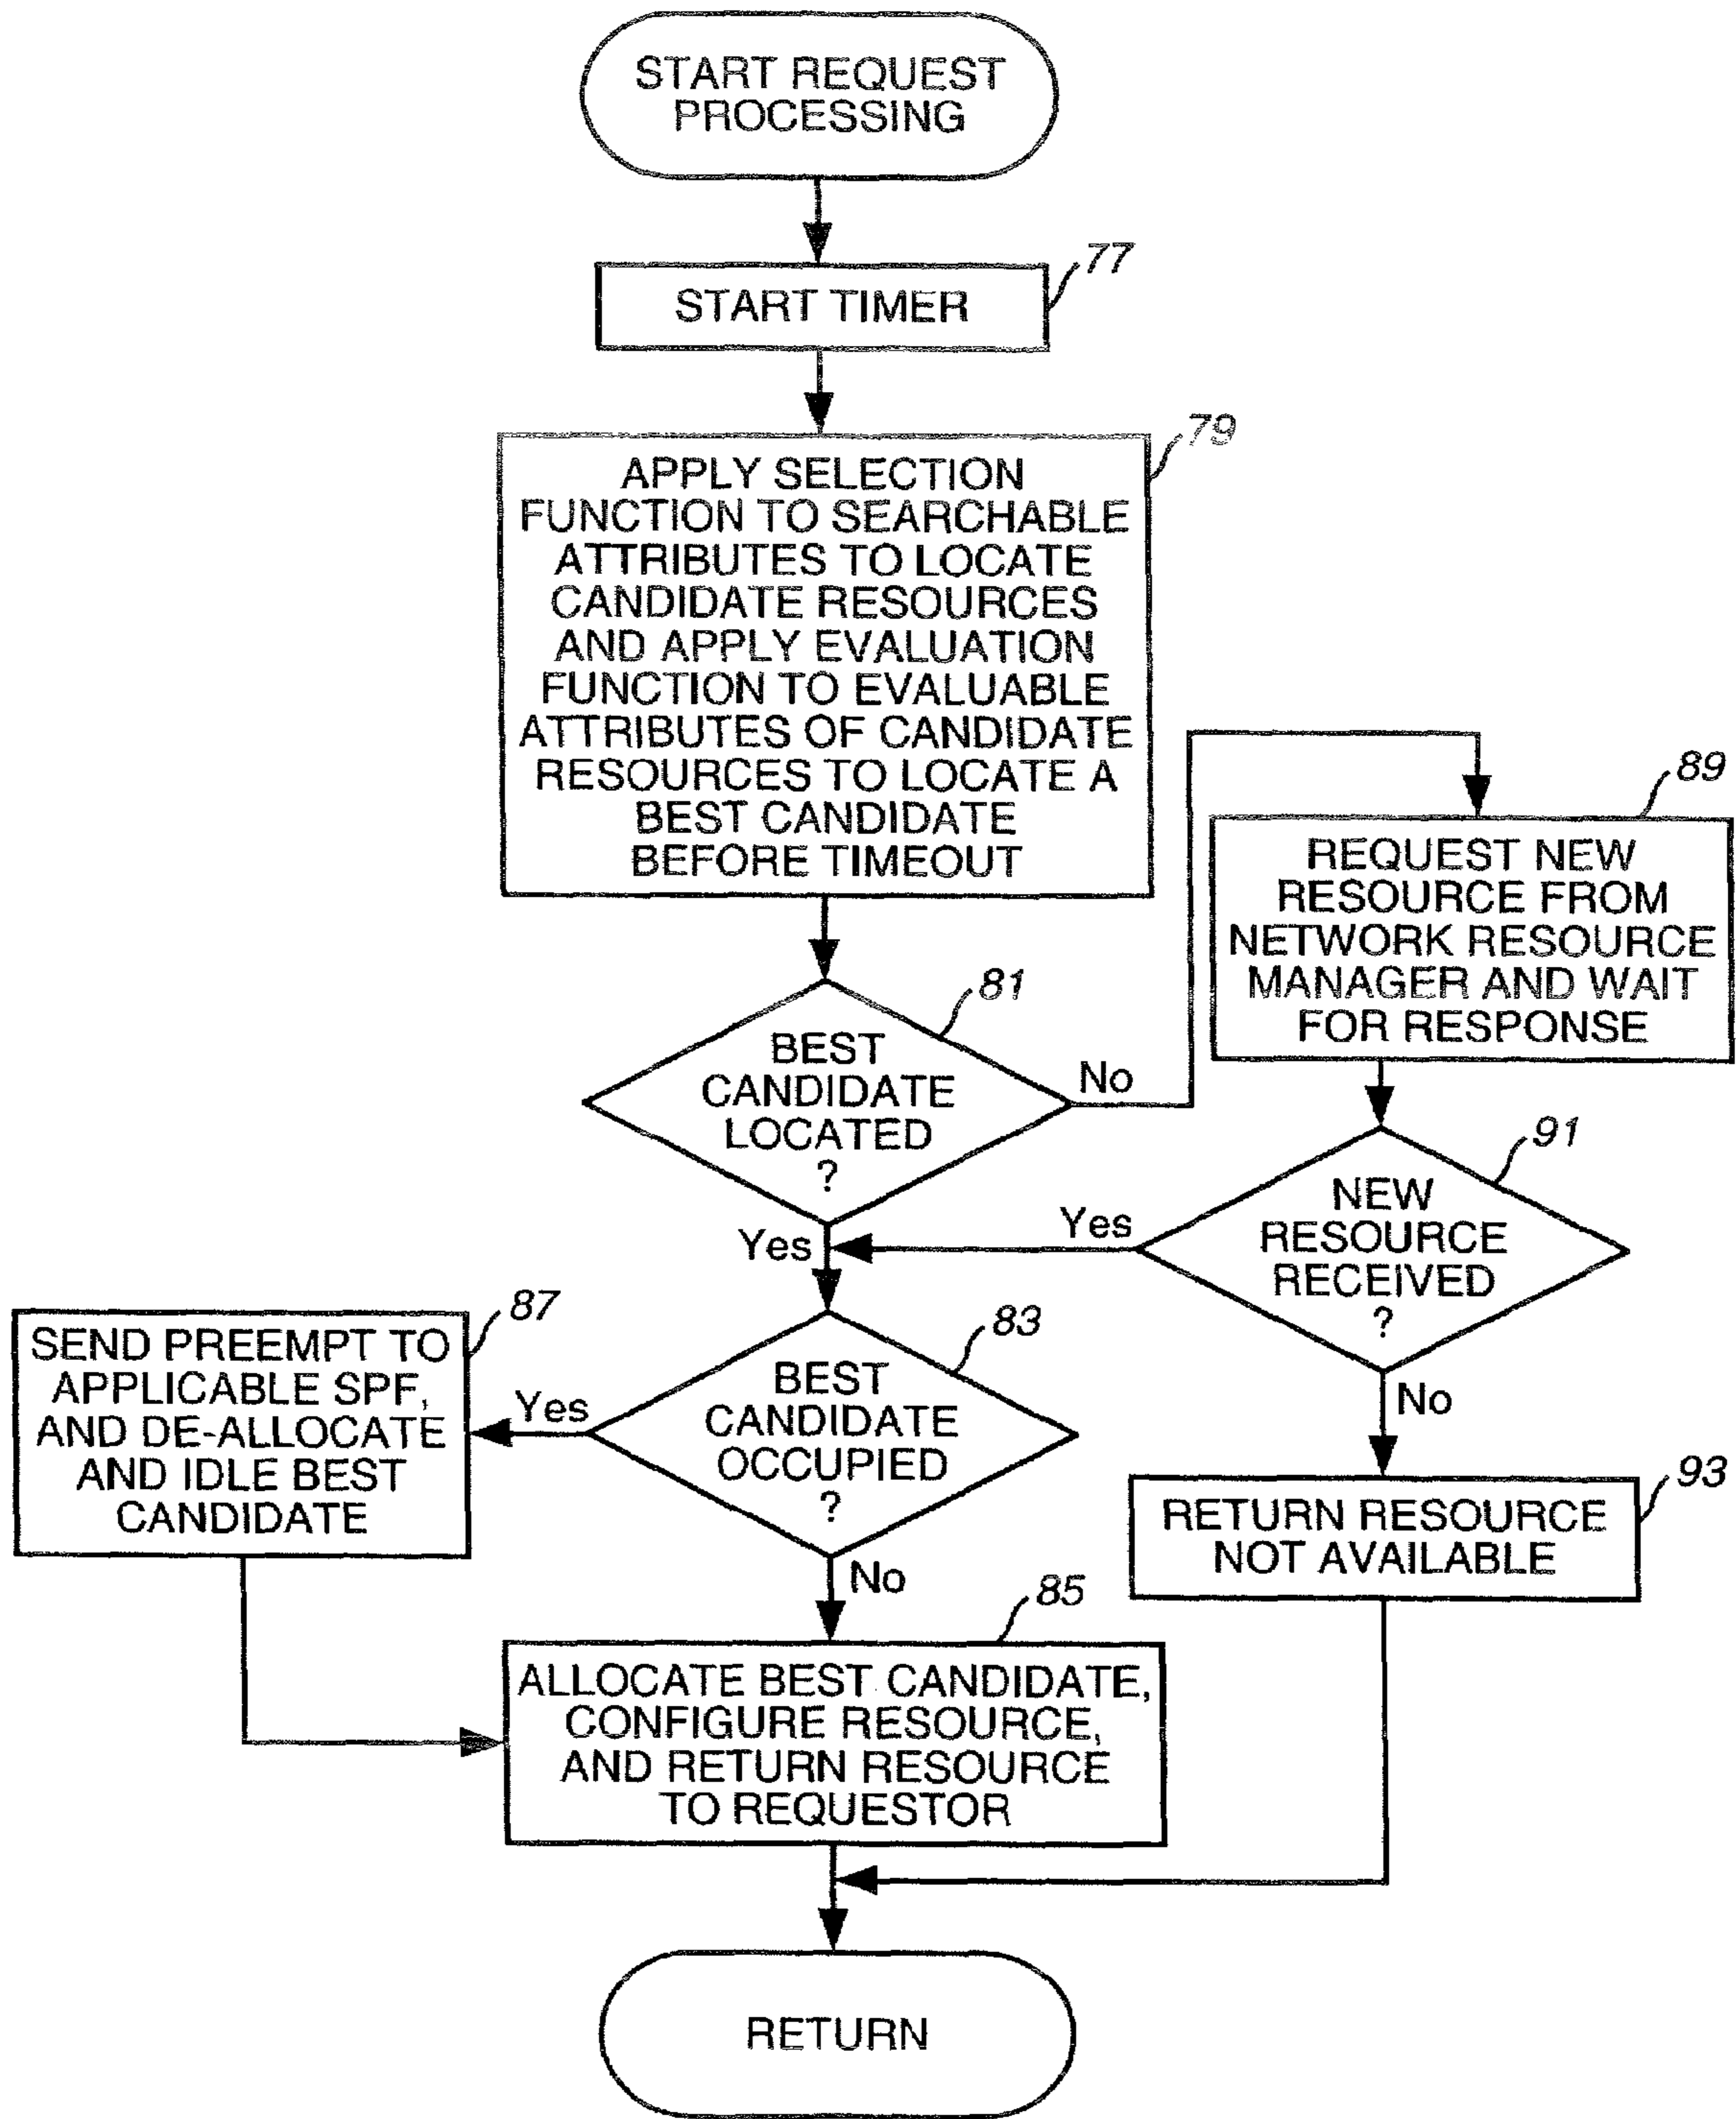 START REQUEST
PROCESSING
77
START TIMER
79
APPLY SELECTION
FUNCTION TO SEARCHABLE
ATTRIBUTES TO LOCATE
CANDIDATE RESOURCES
AND APPLY EVALUATION
FUNCTION TO EVALUABLE
ATTRIBUTES OF CANDIDATE
RESOURCES TO LOCATE A
BEST CANDIDATE
BEFORE TIMEOUT
89
REQUEST NEW
RESOURCE FROM
NETWORK RESOURCE
MANAGER AND WAIT
FOR RESPONSE
81
BEST
CANDIDATE
LOCATED
?
No
Yes
91
NEW
RESOURCE
RECEIVED
?
Yes
No
87
SEND PREEMPT TO
APPLICABLE SPF,
AND DE-ALLOCATE
AND IDLE BEST
CANDIDATE
83
BEST
CANDIDATE
OCCUPIED
?
Yes
No
93
RETURN RESOURCE
NOT AVAILABLE
85
ALLOCATE BEST CANDIDATE,
CONFIGURE RESOURCE,
AND RETURN RESOURCE
TO REQUESTOR
RETURN